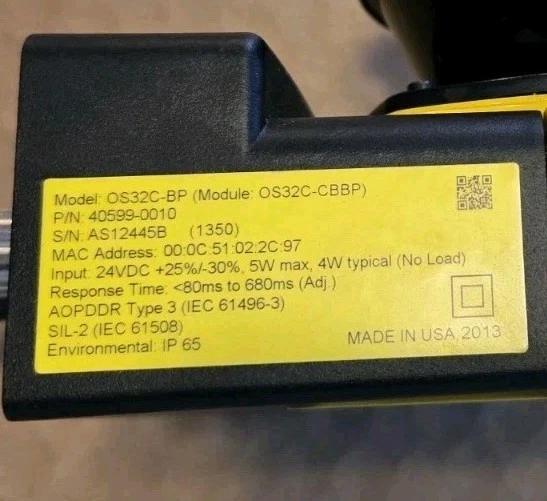 Model: OS32C-BP (Module: OS32C-CBBP)
P/N: 40599-0010
S/N: AS12445B (1350)
MAC Address: 00:0C:51:02:2C:97
Input: 24VDC +25%/-30%, 5W max, 4W typical (No Load)
Response Time: <80ms to 680ms (Adj.)
AOPDDR Type 3 (IEC 61496-3)
SIL-2 (IEC 61508)
Environmental: IP 65
MADE IN USA, 2013